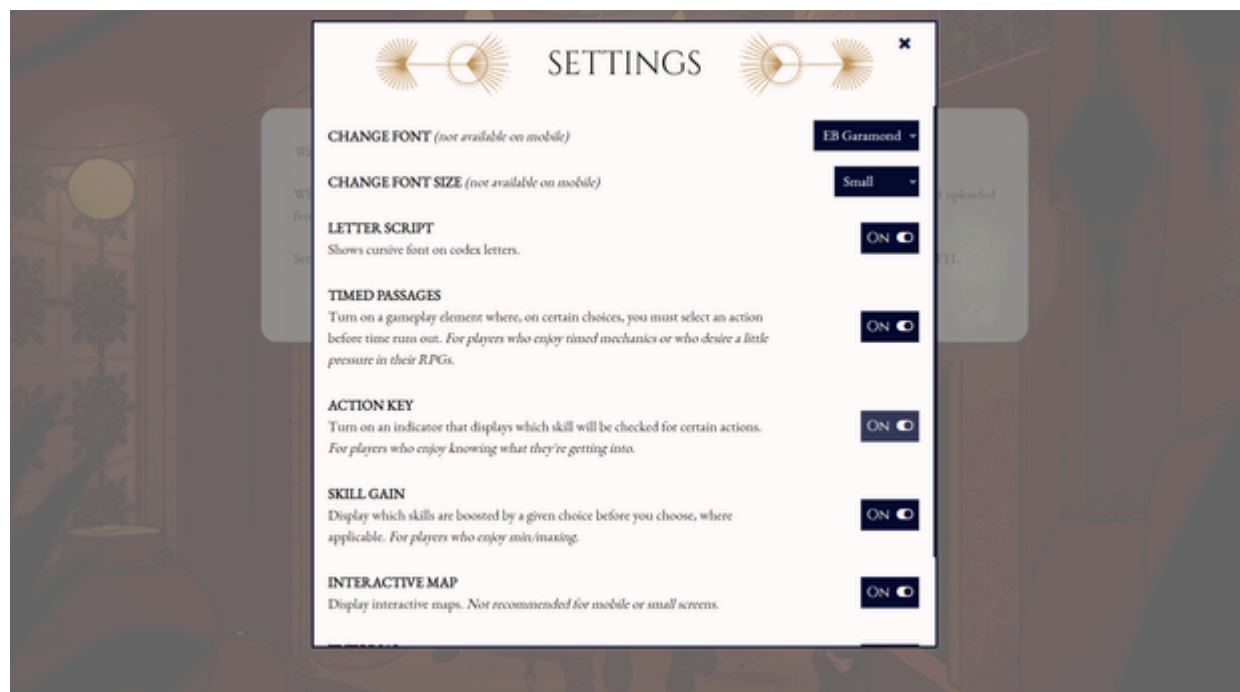 SETTINGS
CHANGE FONT (not available on mobile)
EB Garamond
CHANGE FONT SIZE (not available on mobile)
Small
LETTER SCRIPT
Shows cursive font on codex letters.
ON
TIMED PASSAGES
Turn on a gameplay element where, on certain choices, you must select an action
before time runs out. For players who enjoy timed mechanics or who desire a little
pressure in their RPGs.
ON
ACTION KEY
Turn on an indicator that displays which skill will be checked for certain actions.
For players who enjoy knowing what they're getting into.
ON
SKILL GAIN
Display which skills are boosted by a given choice before you choose, where
applicable. For players who enjoy min/maxing.
ON
INTERACTIVE MAP
Display interactive maps. Not recommended for mobile or small screens.
ON
uploaded